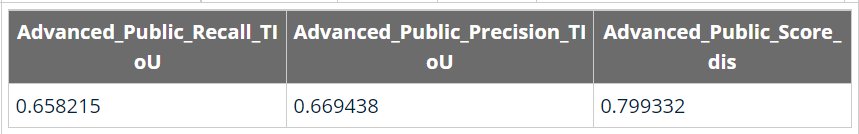 Advanced_Public_Recall_TI Advanced_Public_Precision_TI Advanced_Public_Score_
oU oU dis
0.658215 0.669438 0.799332